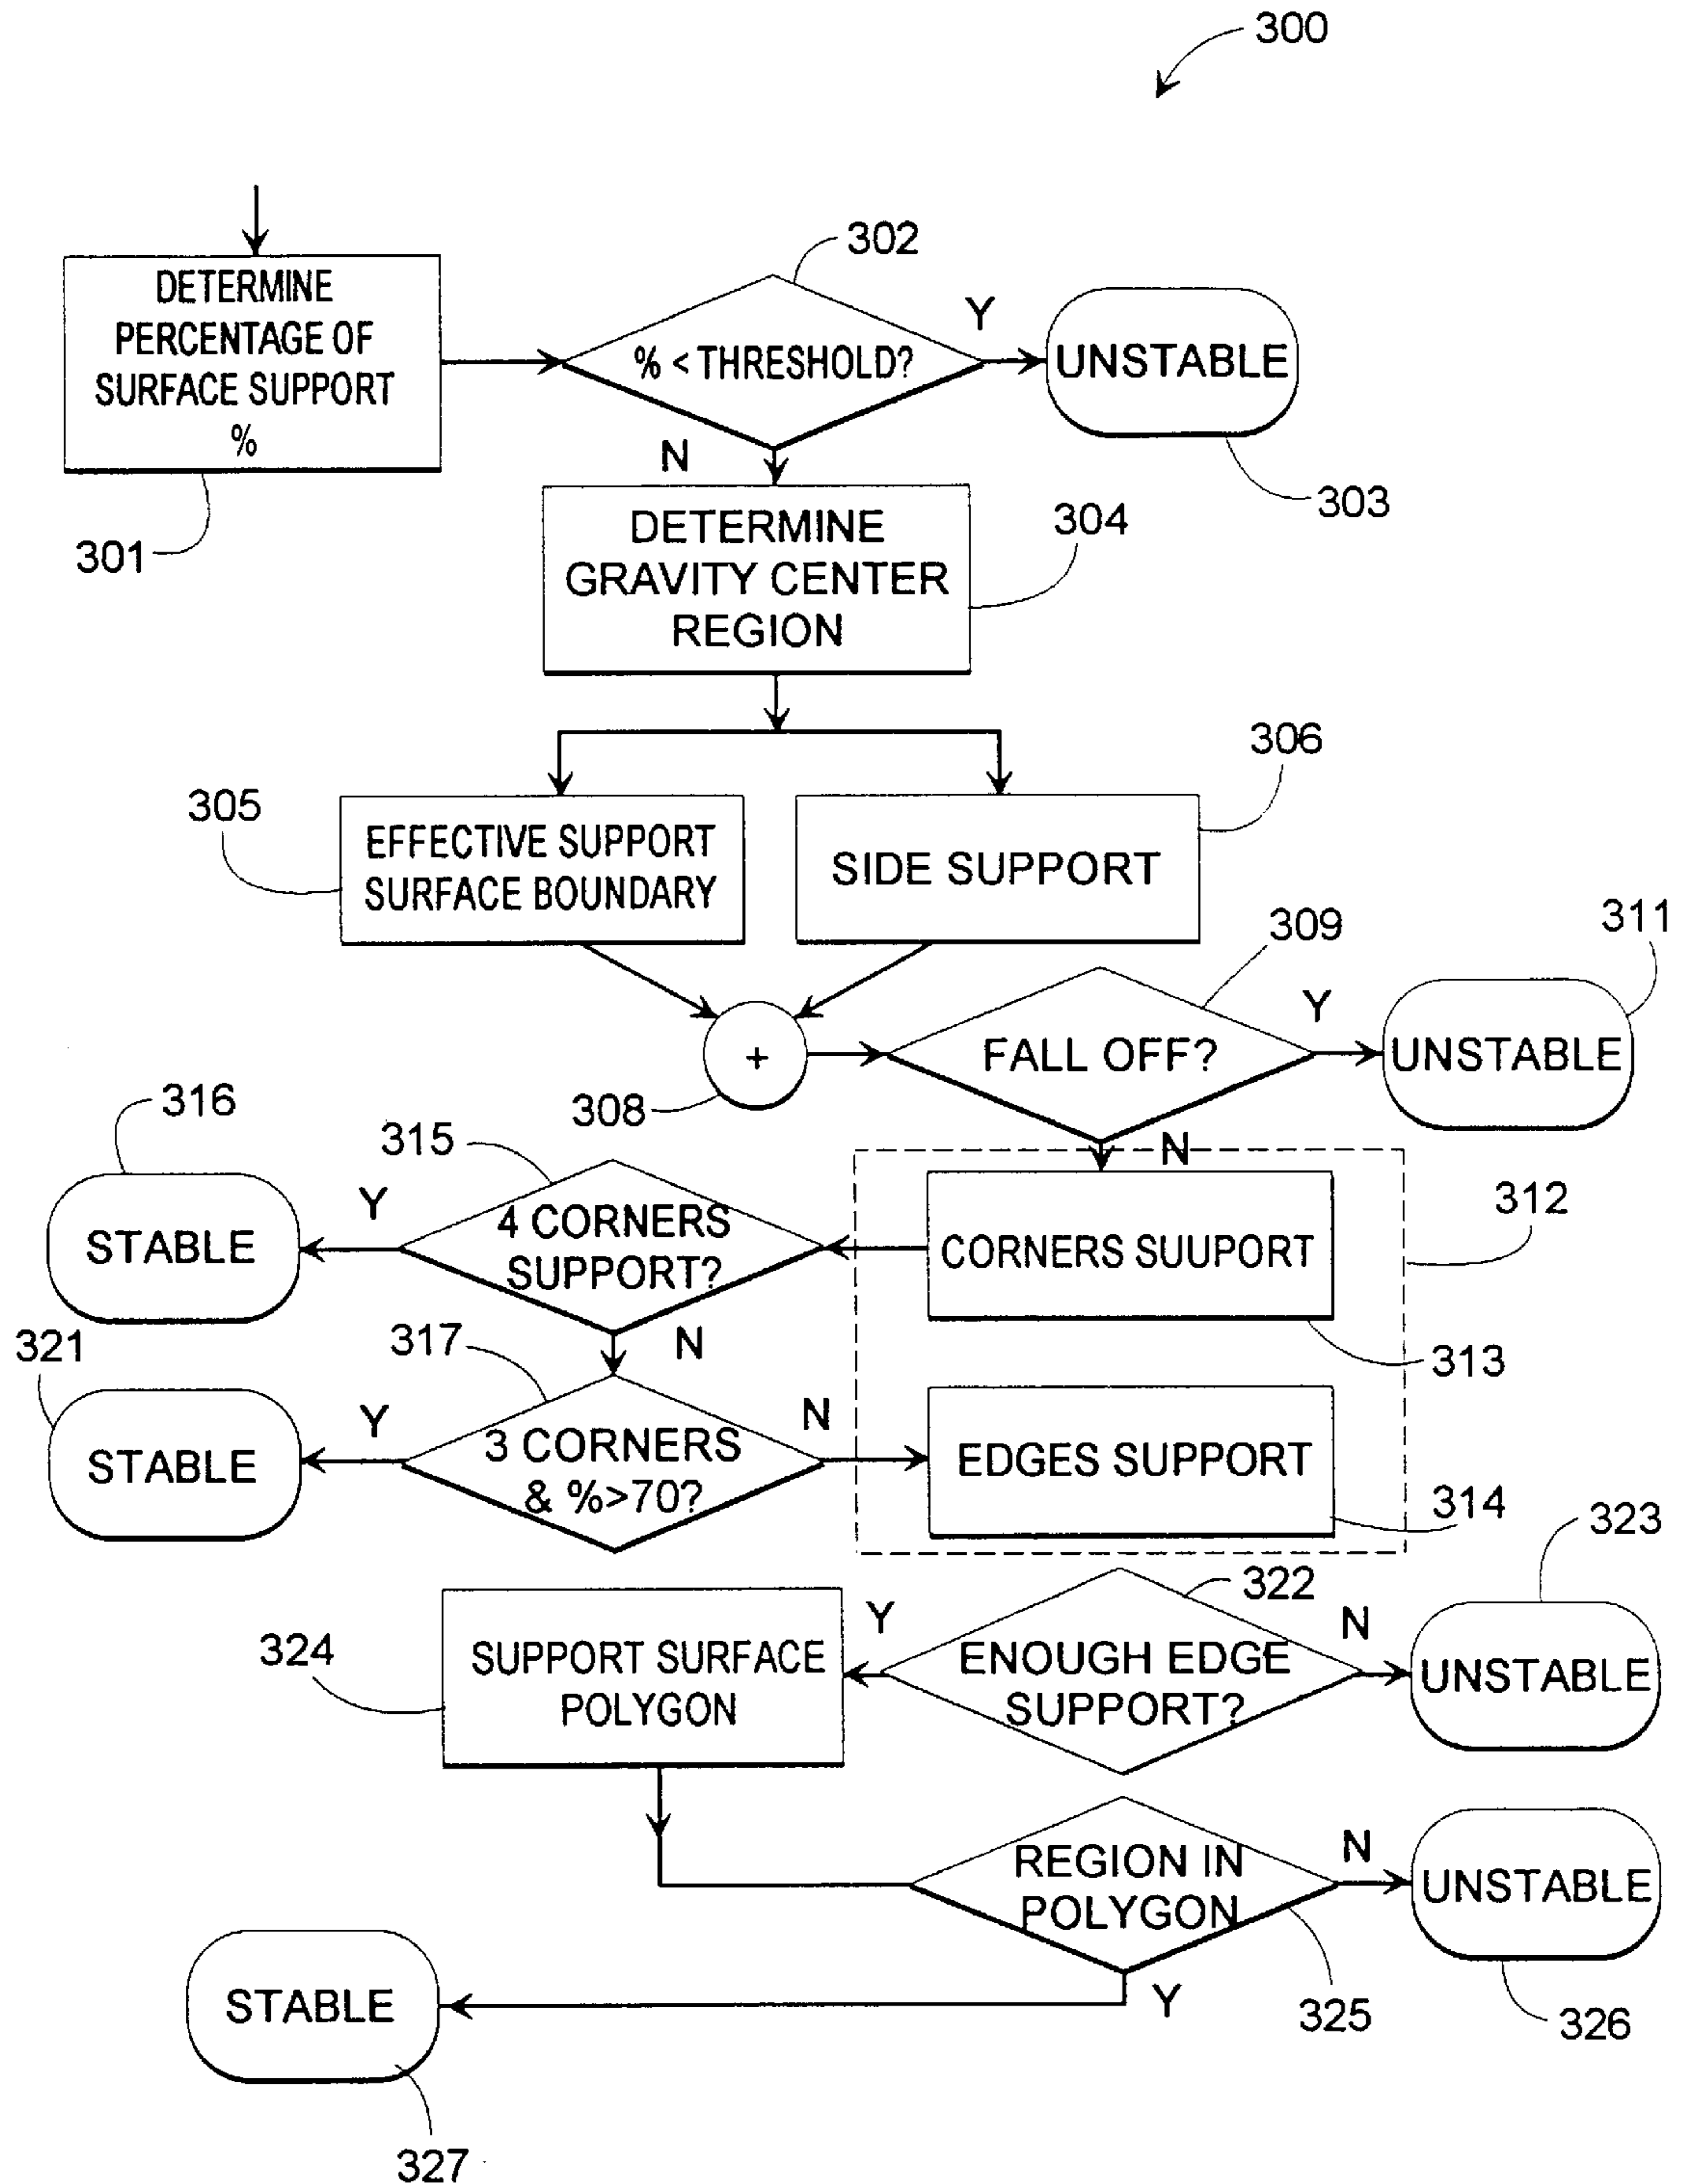 300
302
DETERMINE
PERCENTAGE OF
SURFACE SUPPORT
%
% < THRESHOLD?
Y
UNSTABLE
N
301
303
DETERMINE
GRAVITY CENTER
REGION
304
305
306
EFFECTIVE SUPPORT
SURFACE BOUNDARY
SIDE SUPPORT
309
311
+
308
FALL OFF?
Y
UNSTABLE
N
316
315
312
STABLE
Y
4 CORNERS
SUPPORT?
CORNERS SUUPORT
N
313
321
317
STABLE
Y
3 CORNERS
& %>70?
N
EDGES SUPPORT
314
322
323
324
SUPPORT SURFACE
POLYGON
Y
ENOUGH EDGE
SUPPORT?
N
UNSTABLE
REGION IN
POLYGON
N
UNSTABLE
325
326
Y
STABLE
327